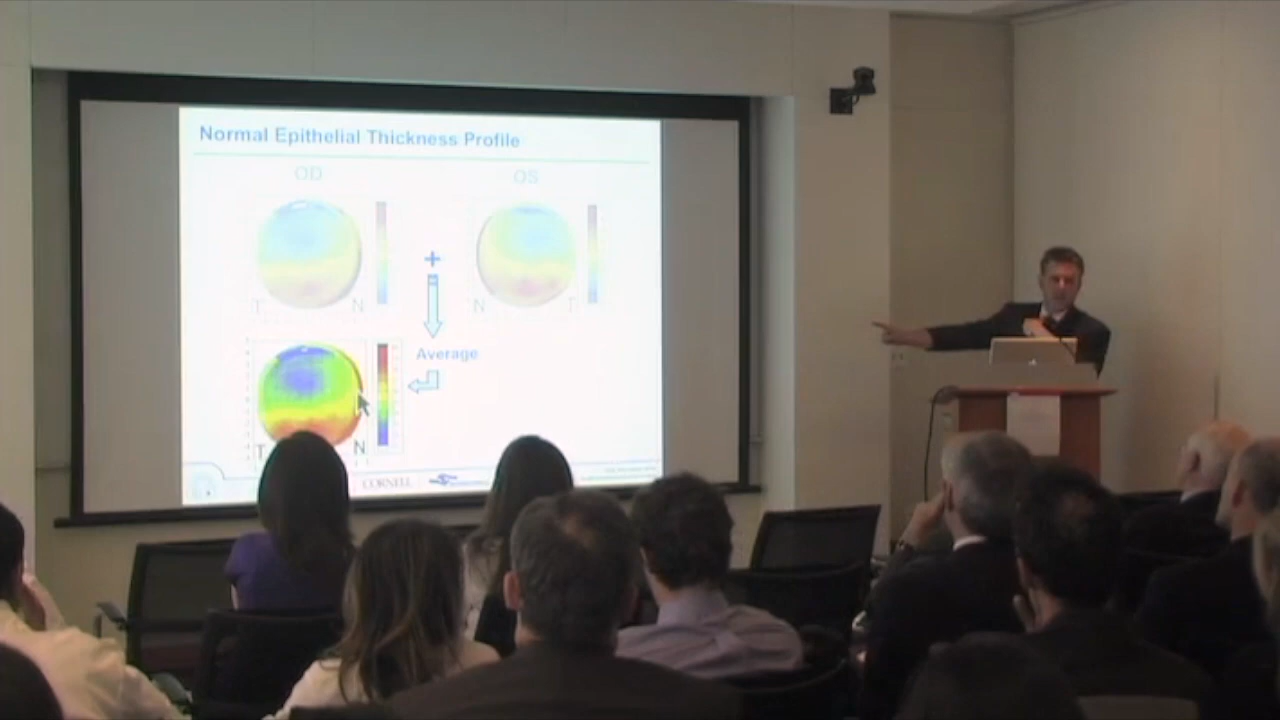 Normal Epithelial Thickness Profile
OD
OS
T
N
+
N
T
=
Average
T
N
CORNELL